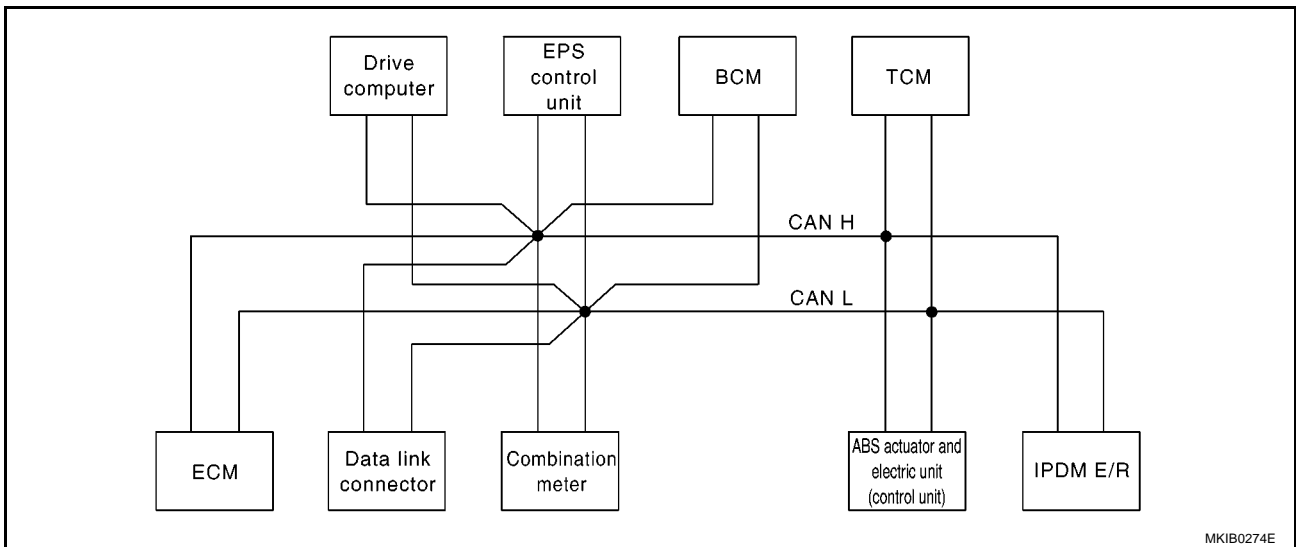 Drive
computer
EPS
control
unit
BCM
TCM
CAN H
CAN L
ECM
Data link
connector
Combination
meter
ABS actuator and
electric unit
(control unit)
IPDM E/R
MKIB0274E